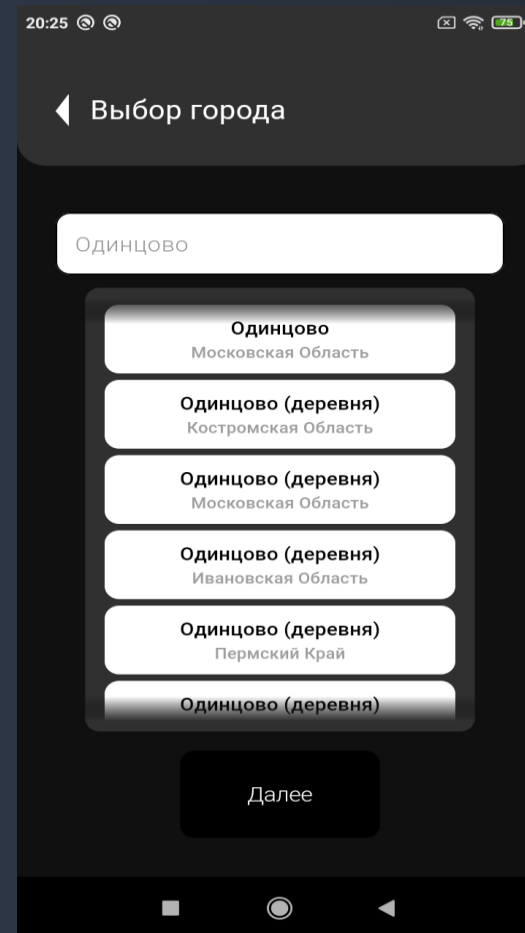 20:25
75
Выбор города
Одинцово
Одинцово
Московская Область
Одинцово (деревня)
Костромская Область
Одинцово (деревня)
Московская Область
Одинцово (деревня)
Ивановская Область
Одинцово (деревня)
Пермский Край
Одинцово (деревня)
Далее